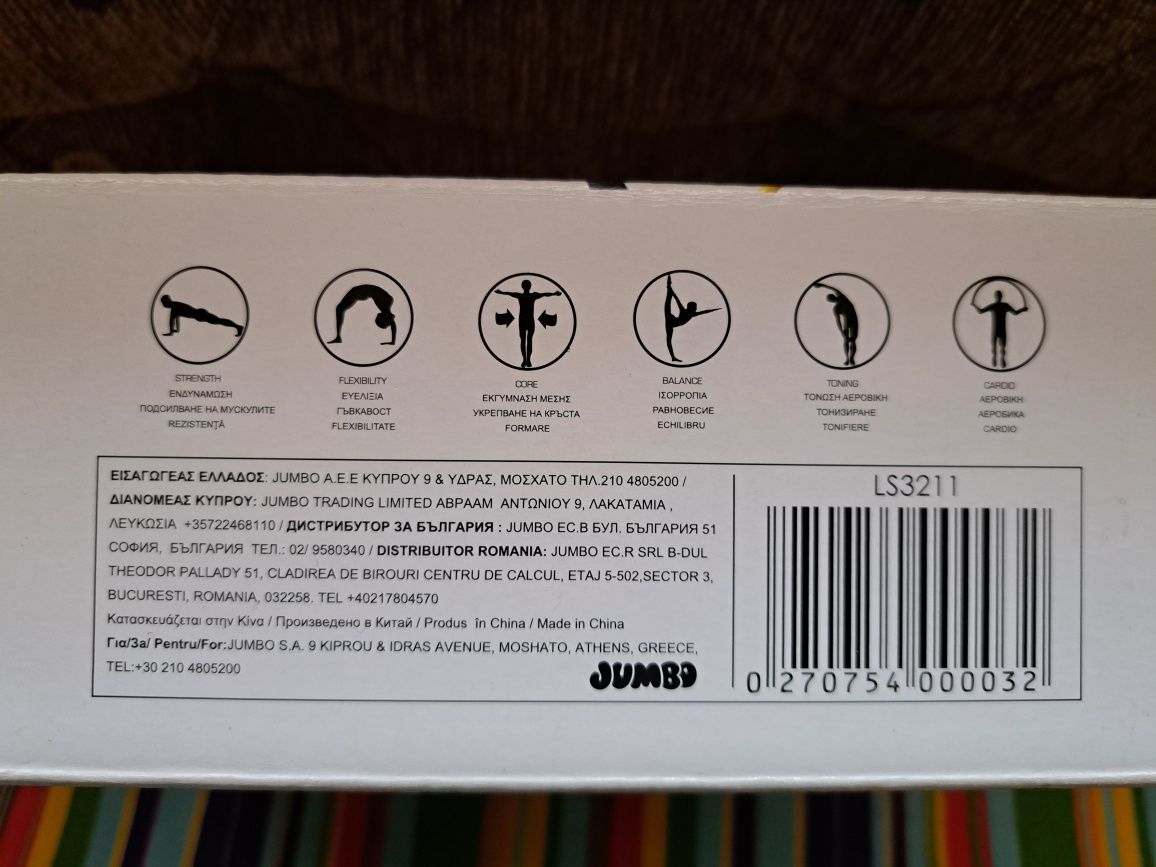 STRENGTH
ΕΝΔΥΝΑΜΩΣΗ
ПОДСИЛВАНЕ НА МУСКУЛИТЕ
REZISTENŢĂ
FLEXIBILITY
ΕΥΕΛΙΞΙΑ
ГЪВКАВОСТ
FLEXIBILITATE
CORE
ΕΚΓΥΜΝΑΣΗ ΜΕΣΗΣ
УКРЕПВАНЕ НА КРЪСТА
FORMARE
BALANCE
ΙΣΟΡΡΟΠΙΑ
РАВНОВЕСИЕ
ECHILIBRU
TONING
ΤΟΝΩΣΗ ΑΕΡΟΒΙΚΗ
ТОНИЗИРАНЕ
TONIFIERE
CARDIO
ΑΕΡΟΒΙΚΗ
АЕРОБИКА
CARDIO
ΕΙΣΑΓΩΓΕΑΣ ΕΛΛΑΔΟΣ: JUMBO A.E.E ΚΥΠΡΟΥ 9 & ΥΔΡΑΣ, ΜΟΣΧΑΤΟ ΤΗΛ.210 4805200 /
ΔΙΑΝΟΜΕΑΣ ΚΥΠΡΟΥ: JUMBO TRADING LIMITED ΑΒΡΑΑΜ ΑΝΤΩΝΙΟΥ 9, ΛΑΚΑΤΑΜΙΑ ,
ΛΕΥΚΩΣΙΑ +35722468110 / ДИСТРИБУТОР ЗА БЪЛГАРИЯ : JUMBO EC.B БУЛ. БЪЛГАРИЯ 51
СОФИЯ, БЪЛГАРИЯ ТЕЛ.: 02/ 9580340 / DISTRIBUITOR ROMANIA: JUMBO EC.R SRL B-DUL
THEODOR PALLADY 51, CLADIREA DE BIROURI CENTRU DE CALCUL, ETAJ 5-502,SECTOR 3,
BUCURESTI, ROMANIA, 032258. TEL +40217804570
Κατασκευάζεται στην Κίνα / Произведено в Китай / Produs în China / Made in China
Για/За/ Pentru/For:JUMBO S.A. 9 KIPROU & IDRAS AVENUE, MOSHATO, ATHENS, GREECE,
TEL:+30 210 4805200
JUMBO
LS3211
0 270754 000032